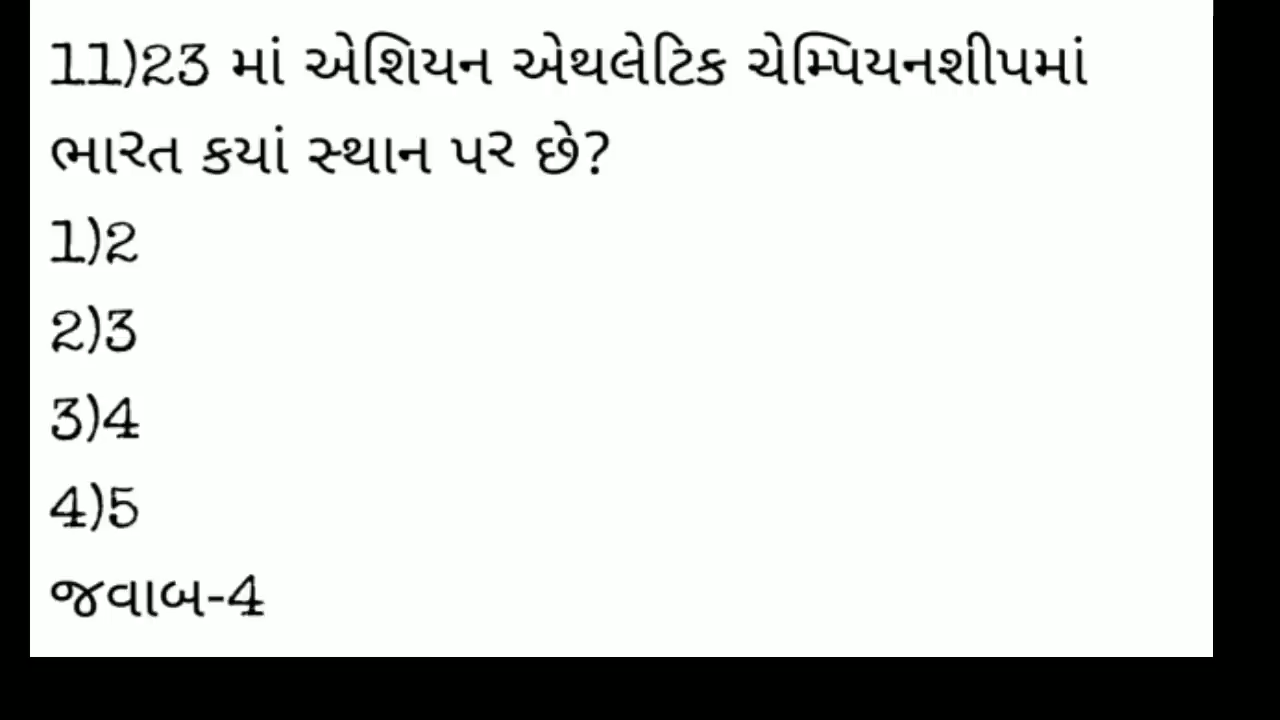 11)23 માં એશિયન એથલેટિક ચેમ્પિયનશીપમાં
ભારત કયાં સ્થાન પર છે?
1)2
2)3
3)4
4)5
જવાબ-4